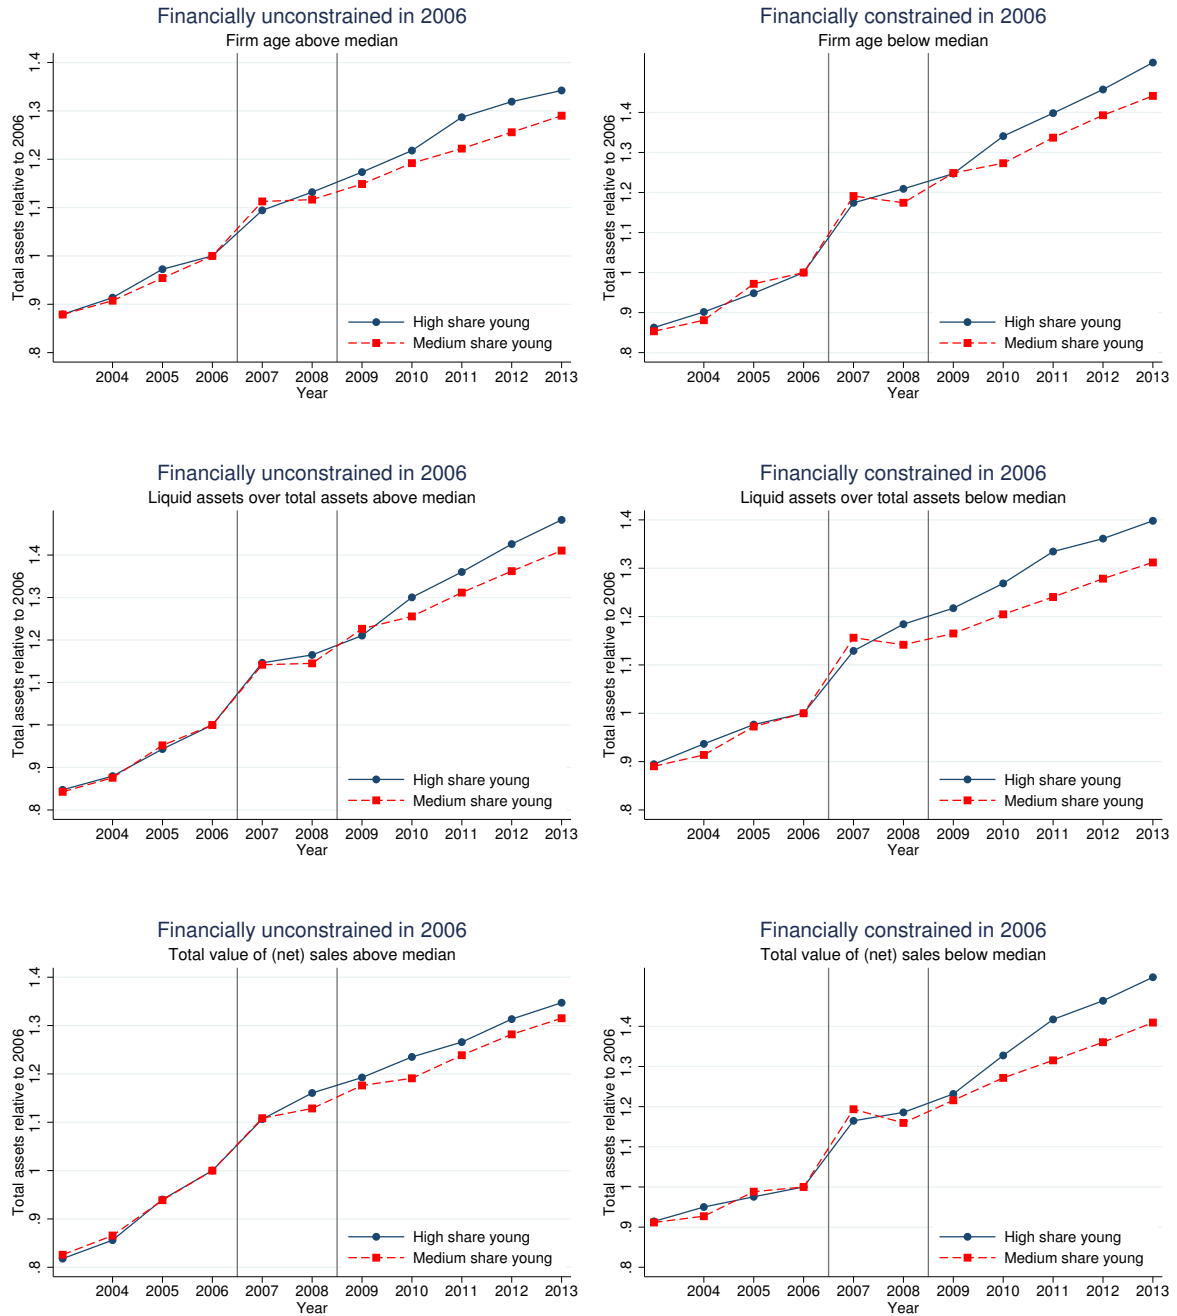 Financially unconstrained in 2006
Firm age above median
Total assets relative to 2006
1.4
1.3
1.2
1.1
1
.9
.8
High share young
Medium share young
2004 2005 2006 2007 2008 2009 2010 2011 2012 2013
Year
Financially constrained in 2006
Firm age below median
Total assets relative to 2006
1.4
1.3
1.2
1.1
1
.9
.8
High share young
Medium share young
2004 2005 2006 2007 2008 2009 2010 2011 2012 2013
Year
Financially unconstrained in 2006
Liquid assets over total assets above median
Total assets relative to 2006
1.4
1.3
1.2
1.1
1
.9
.8
High share young
Medium share young
2004 2005 2006 2007 2008 2009 2010 2011 2012 2013
Year
Financially constrained in 2006
Liquid assets over total assets below median
Total assets relative to 2006
1.4
1.3
1.2
1.1
1
.9
.8
High share young
Medium share young
2004 2005 2006 2007 2008 2009 2010 2011 2012 2013
Year
Financially unconstrained in 2006
Total value of (net) sales above median
Total assets relative to 2006
1.4
1.3
1.2
1.1
1
.9
.8
High share young
Medium share young
2004 2005 2006 2007 2008 2009 2010 2011 2012 2013
Year
Financially constrained in 2006
Total value of (net) sales below median
Total assets relative to 2006
1.4
1.3
1.2
1.1
1
.9
.8
High share young
Medium share young
2004 2005 2006 2007 2008 2009 2010 2011 2012 2013
Year